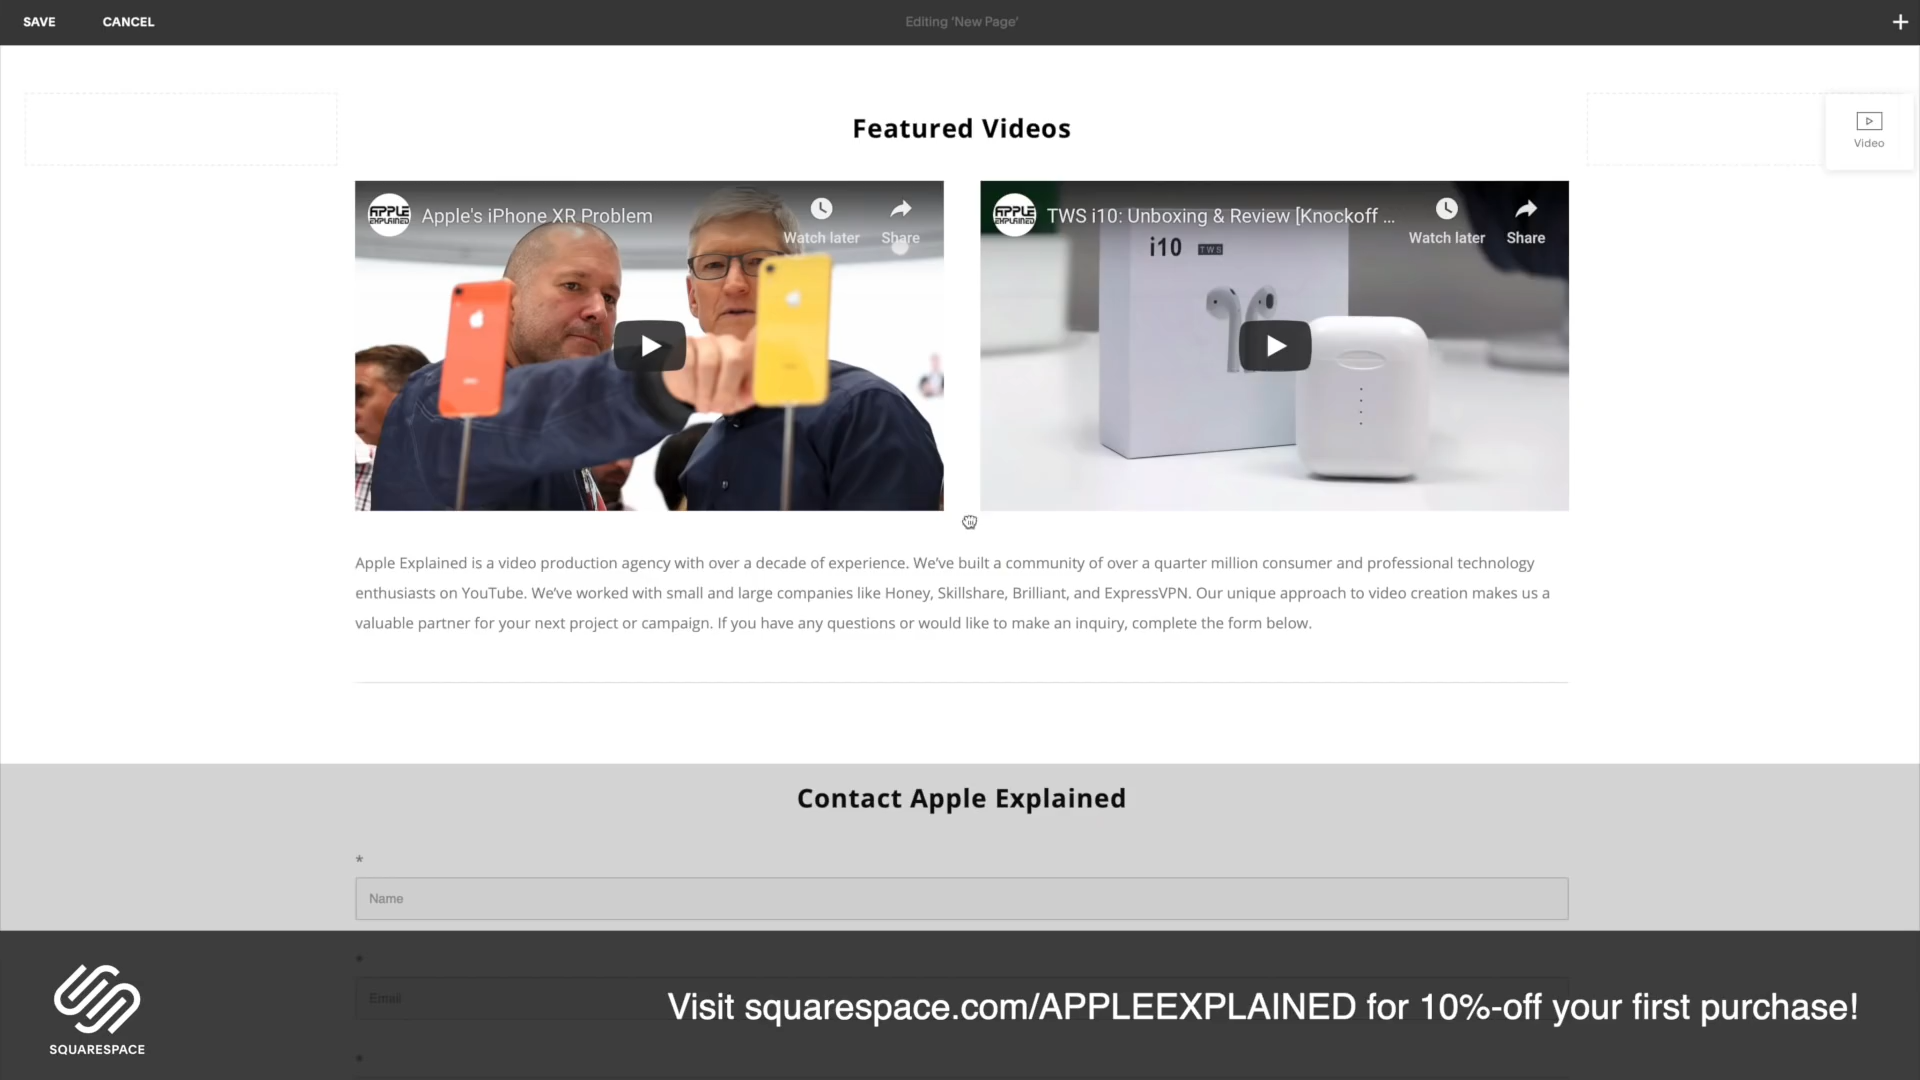 SAVE CANCEL Editing 'New Page' +
Featured Videos
Video
APPLE EXPLAINED Apple's iPhone XR Problem Watch later Share
APPLE EXPLAINED TWS i10: Unboxing & Review [Knockoff ... Watch later Share
i10 TWS
Apple Explained is a video production agency with over a decade of experience. We've built a community of over a quarter million consumer and professional technology
enthusiasts on YouTube. We've worked with small and large companies like Honey, Skillshare, Brilliant, and ExpressVPN. Our unique approach to video creation makes us a
valuable partner for your next project or campaign. If you have any questions or would like to make an inquiry, complete the form below.
Contact Apple Explained
*
Name
*
Email
*
Visit squarespace.com/APPLEEXPLAINED for 10%-off your first purchase!
SQUARESPACE